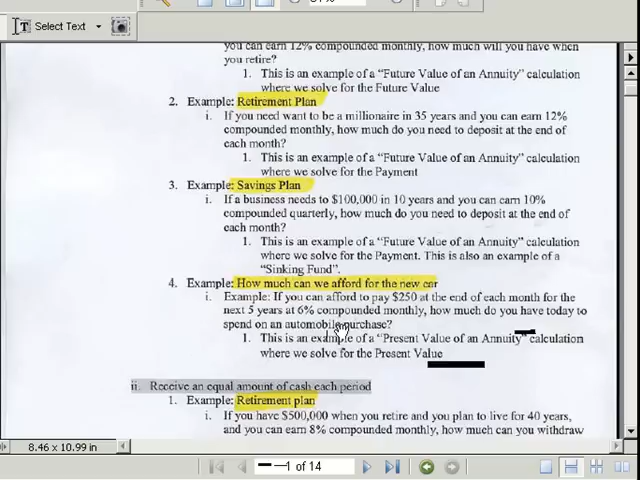 Select Text
you can earn 12% compounded monthly, how much will you have when
you retire?
1. This is an example of a "Future Value of an Annuity" calculation
where we solve for the Future Value
2. Example: Retirement Plan
i. If you need want to be a millionaire in 35 years and you can earn 12%
compounded monthly, how much do you need to deposit at the end of
each month?
1. This is an example of a "Future Value of an Annuity" calculation
where we solve for the Payment
3. Example: Savings Plan
i. If a business needs to $100,000 in 10 years and you can earn 10%
compounded quarterly, how much do you need to deposit at the end of
each month?
1. This is an example of a "Future Value of an Annuity" calculation
where we solve for the Payment. This is also an example of a
"Sinking Fund".
4. Example: How much can we afford for the new car
i. Example: If you can afford to pay $250 at the end of each month for the
next 5 years at 6% compounded monthly, how much do you have today to
spend on an automobile purchase?
1. This is an example of a "Present Value of an Annuity" calculation
where we solve for the Present Value
ii. Receive an equal amount of cash each period
1. Example: Retirement plan
i. If you have $500,000 when you retire and you plan to live for 40 years,
and you can earn 8% compounded monthly, how much can you withdraw
8.46 x 10.99 in
1 of 14